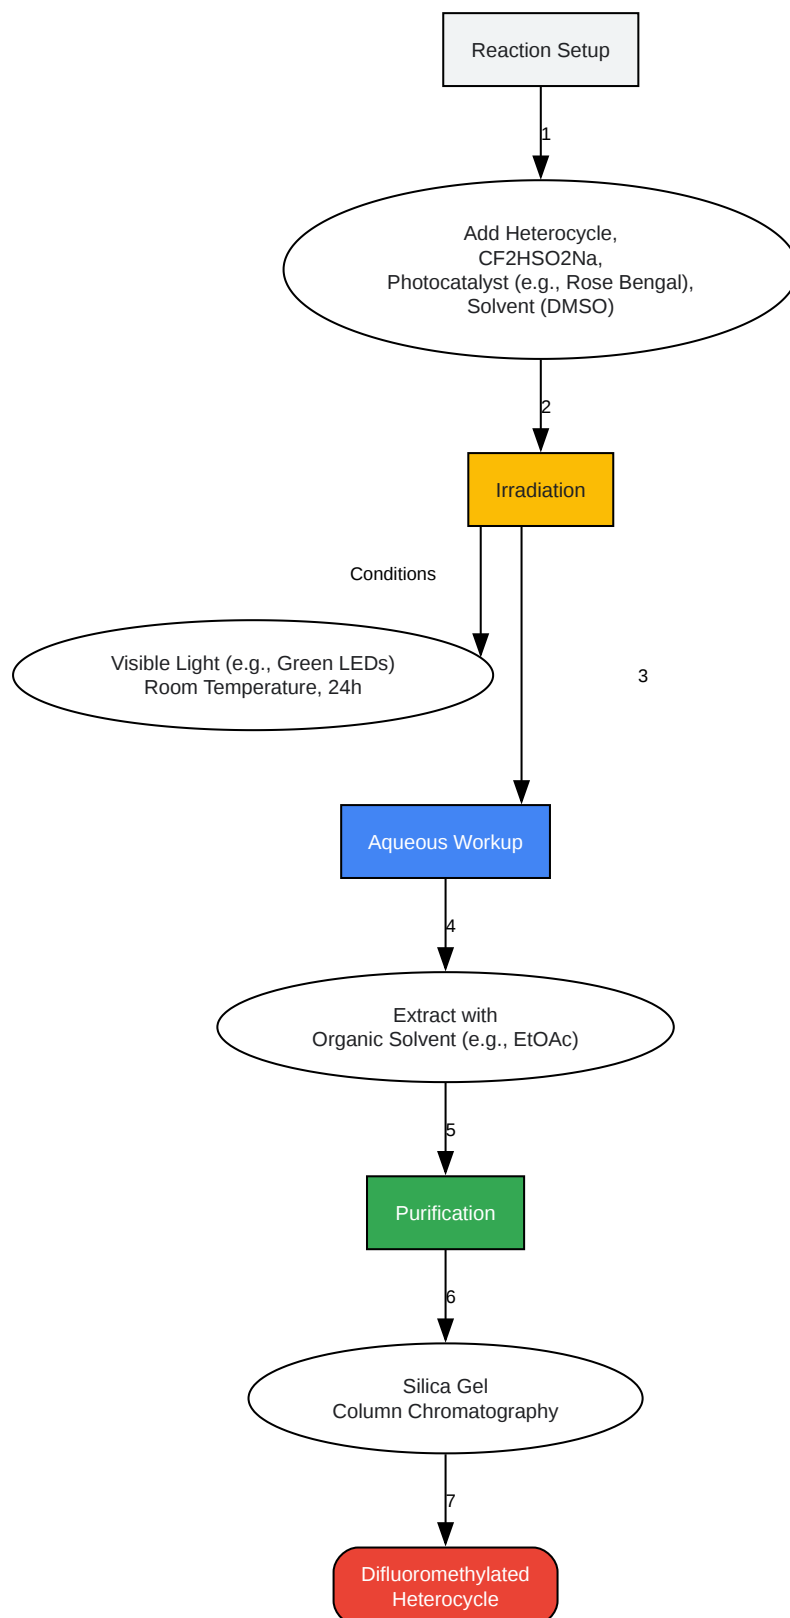 Reaction Setup
1
Add Heterocycle,
CF2HSO2Na,
Photocatalyst (e.g., Rose Bengal),
Solvent (DMSO)
2
Irradiation
Conditions
Visible Light (e.g., Green LEDs)
Room Temperature, 24h
3
Aqueous Workup
4
Extract with
Organic Solvent (e.g., EtOAc)
5
Purification
6
Silica Gel
Column Chromatography
7
Difluoromethylated
Heterocycle